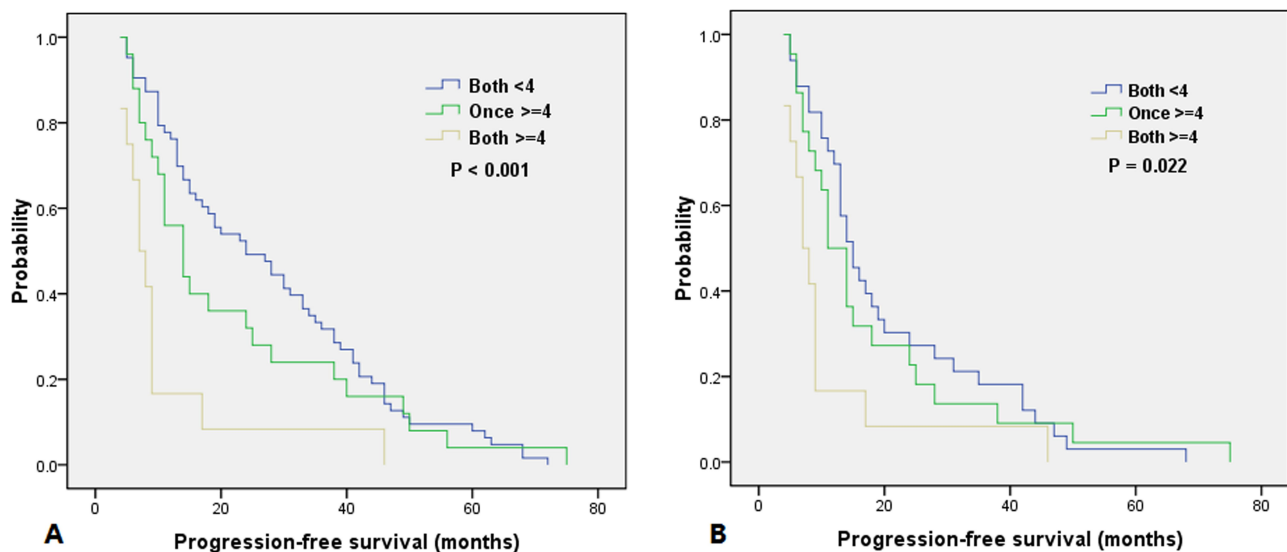 1.0
0.8
0.6
0.4
0.2
0.0
Probability
Both <4
Once >=4
Both >=4
P < 0.001
0 20 40 60 80
Progression-free survival (months)
A
1.0
0.8
0.6
0.4
0.2
0.0
Probability
Both <4
Once >=4
Both >=4
P = 0.022
0 20 40 60 80
Progression-free survival (months)
B